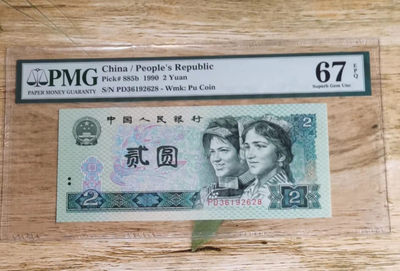 PMG
PAPER MONEY GUARANTY
China / People's Republic
Pick# 885b 1990 2 Yuan
S/N PD36192628 - Wmk: Pu Coin
67 EPQ
Superb Gem Unc
中国人民银行
贰圆
2
2
2
PD36192628